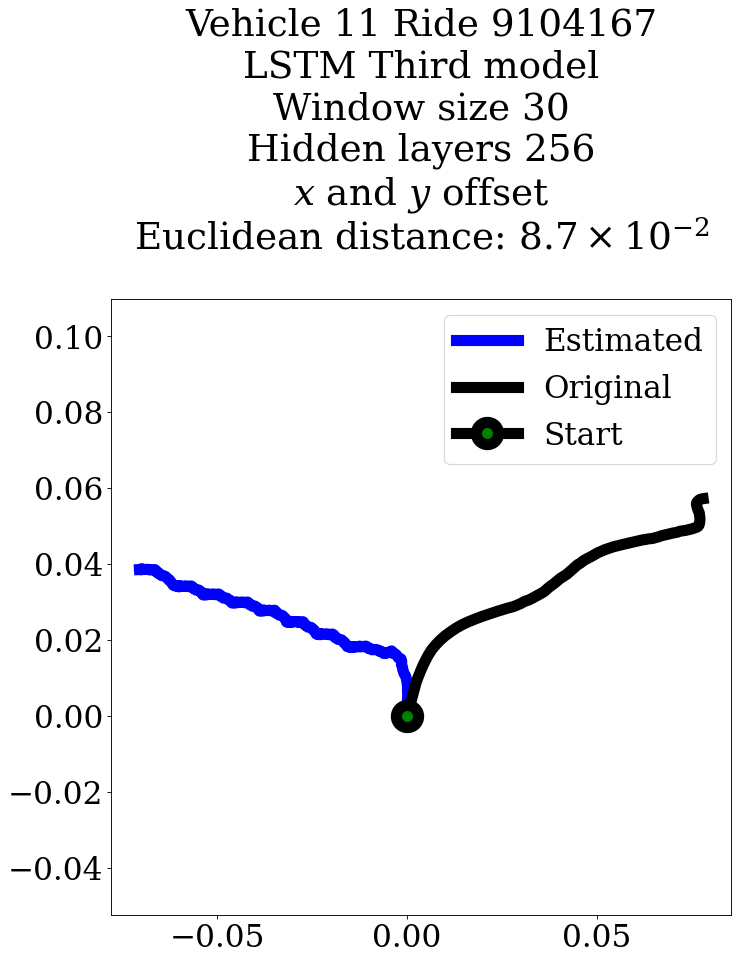 Vehicle 11 Ride 9104167
LSTM Third model
Window size 30
Hidden layers 256
x and y offset
Euclidean distance: 8.7 × 10⁻²
Estimated
Original
Start
0.10
0.08
0.06
0.04
0.02
0.00
−0.02
−0.04
−0.05 0.00 0.05